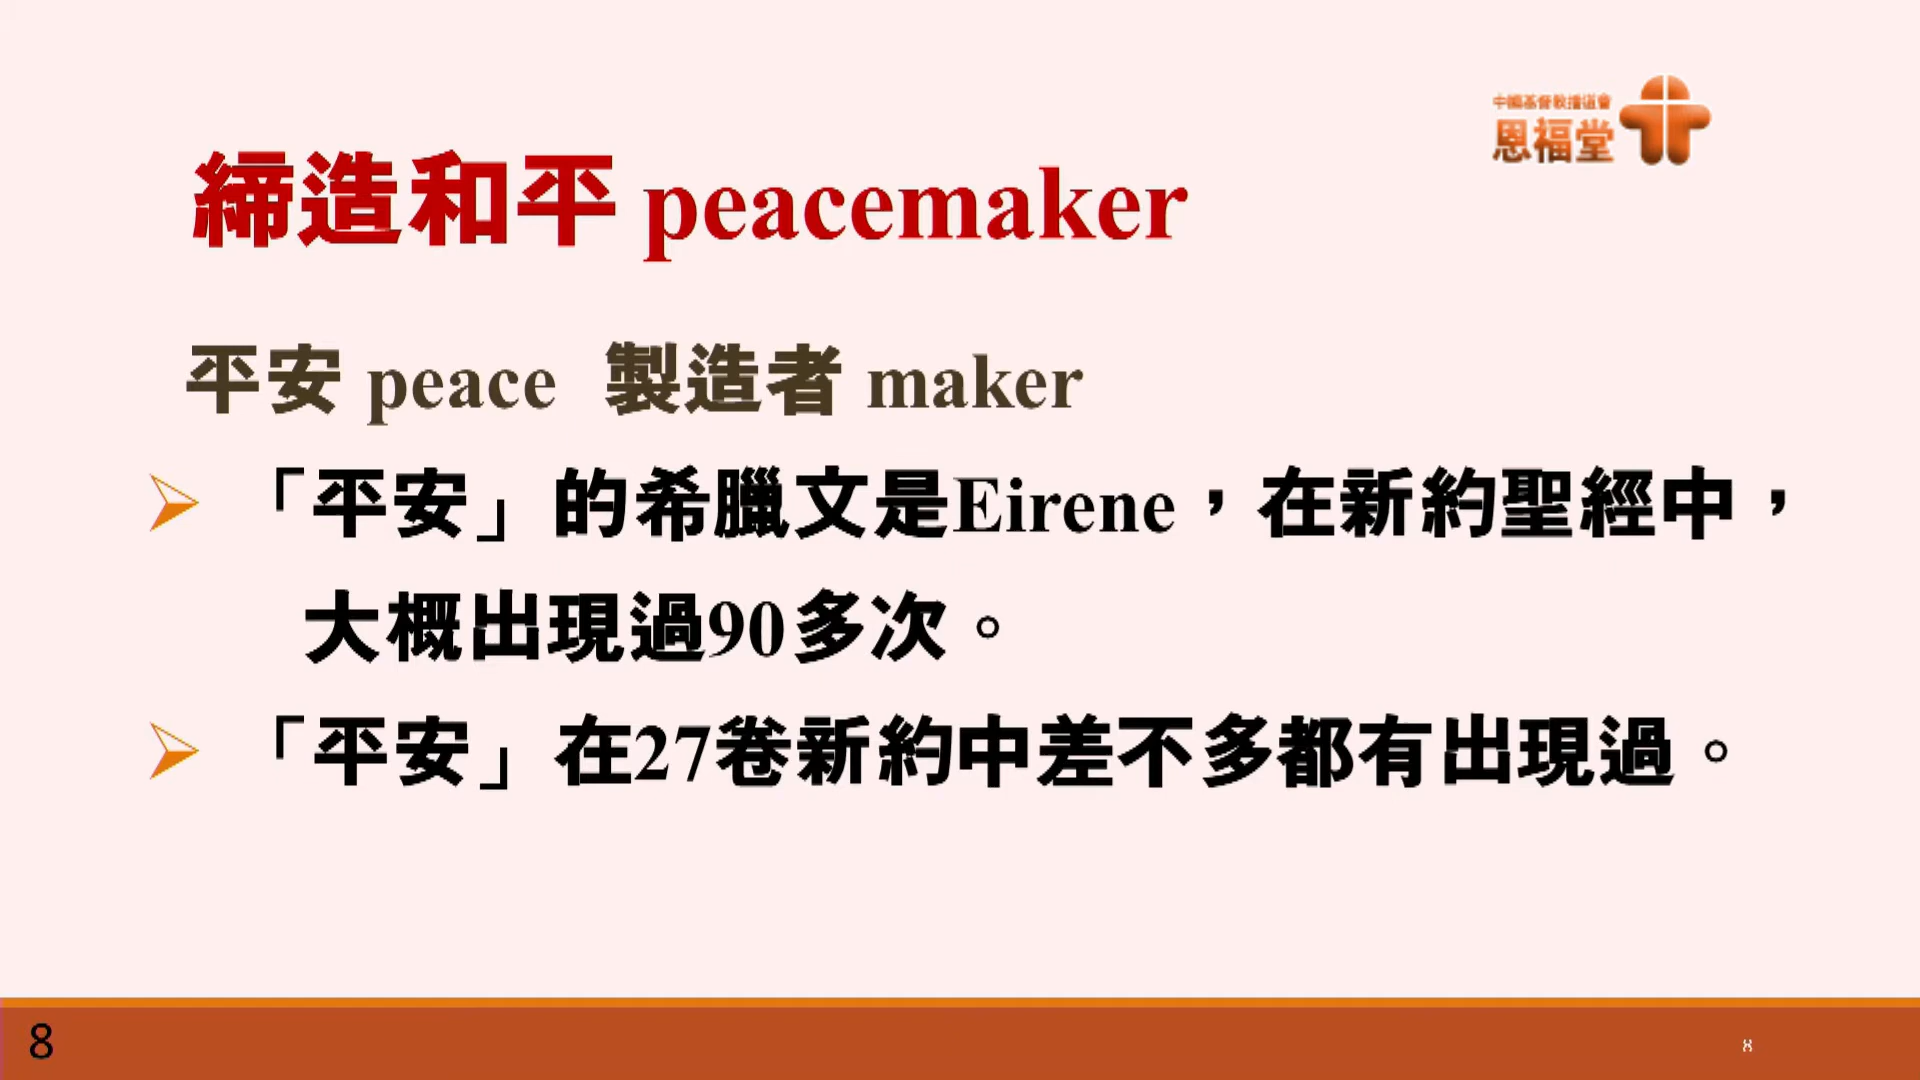 中國基督教播道會
恩福堂
締造和平 peacemaker
平安 peace 製造者 maker
「平安」的希臘文是Eirene，在新約聖經中，
大概出現過90多次。
「平安」在27卷新約中差不多都有出現過。
8
8